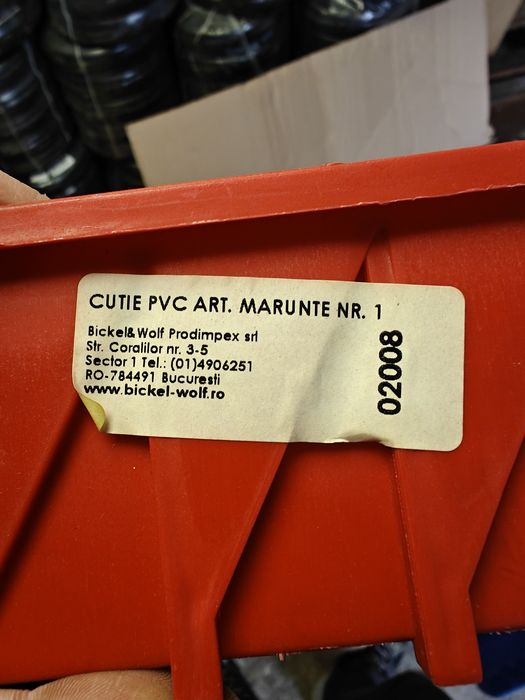 CUTIE PVC ART. MARUNTE NR. 1
Bickel&Wolf Prodimpex srl
Str. Coralilor nr. 3-5
Sector 1 Tel.: (01)4906251
RO-784491 Bucuresti
www.bickel-wolf.ro
02008